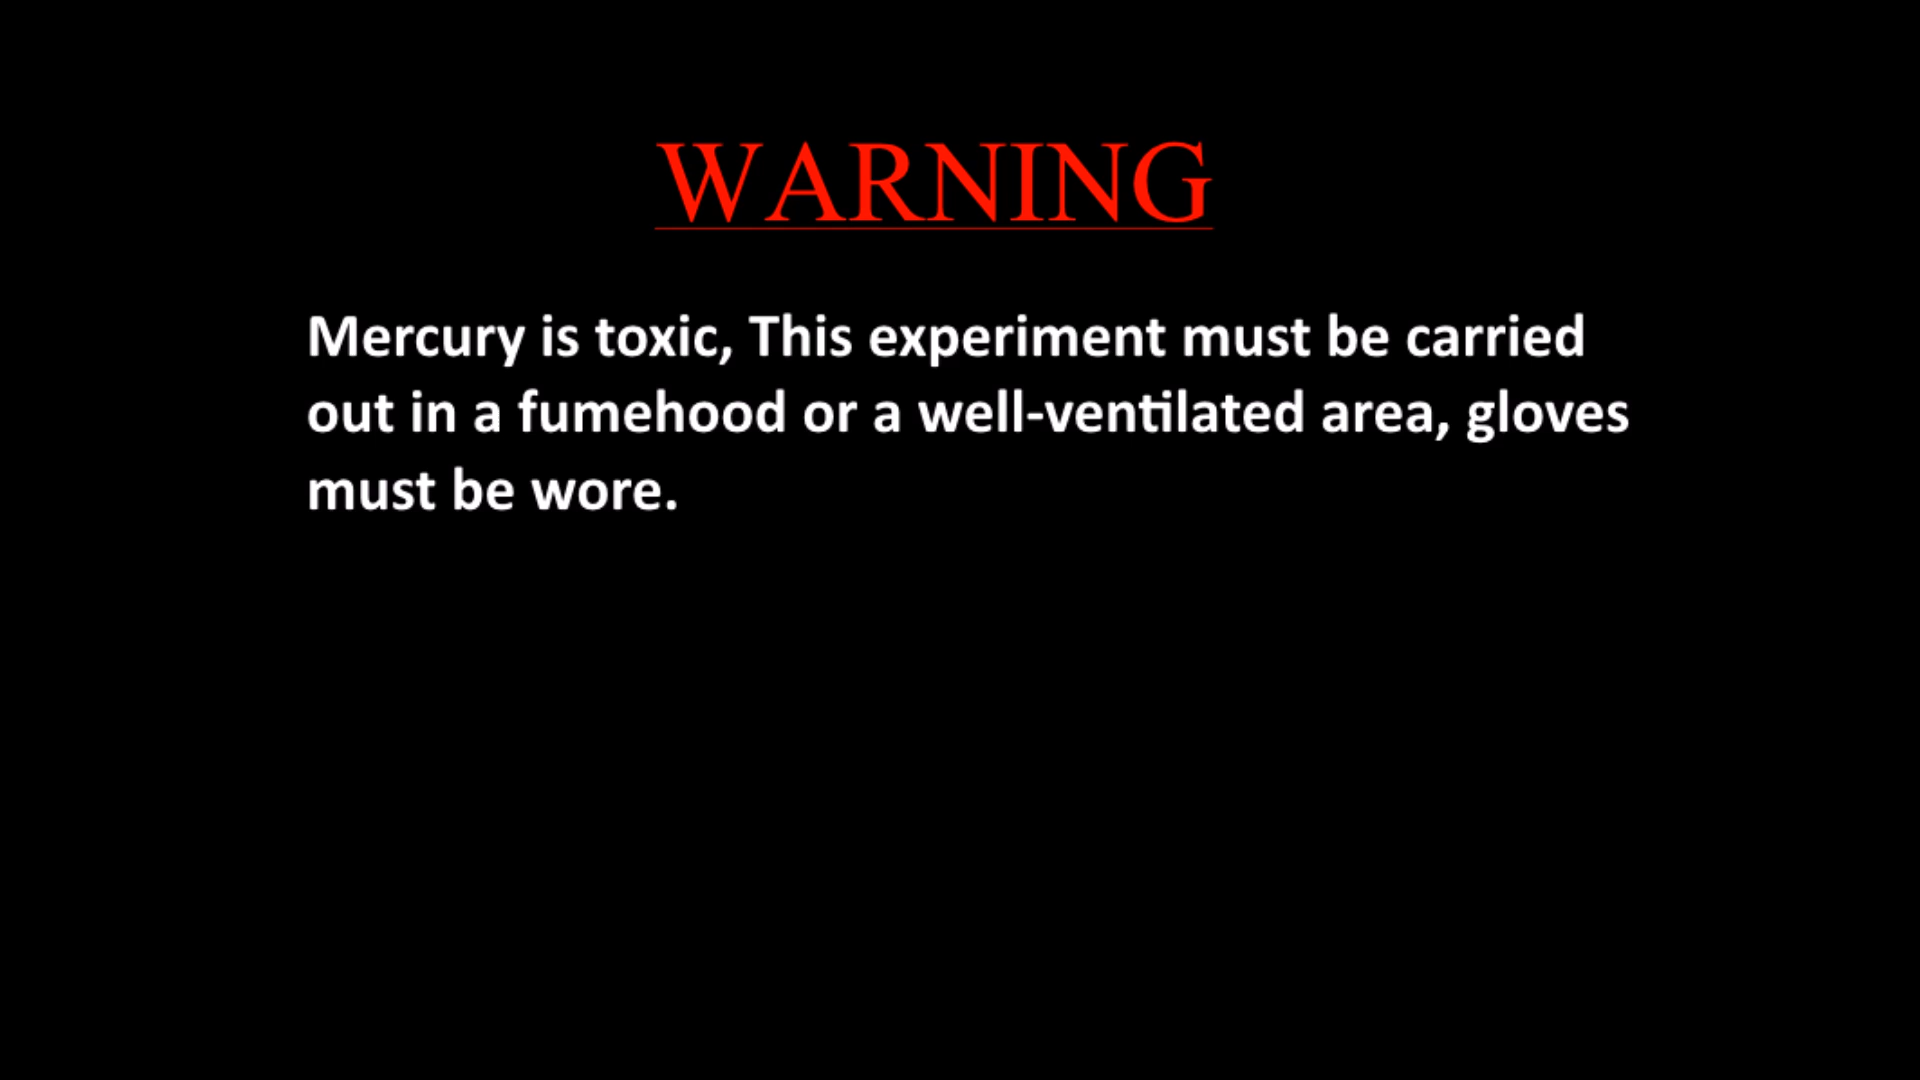 WARNING
Mercury is toxic, This experiment must be carried
out in a fumehood or a well-ventilated area, gloves
must be wore.